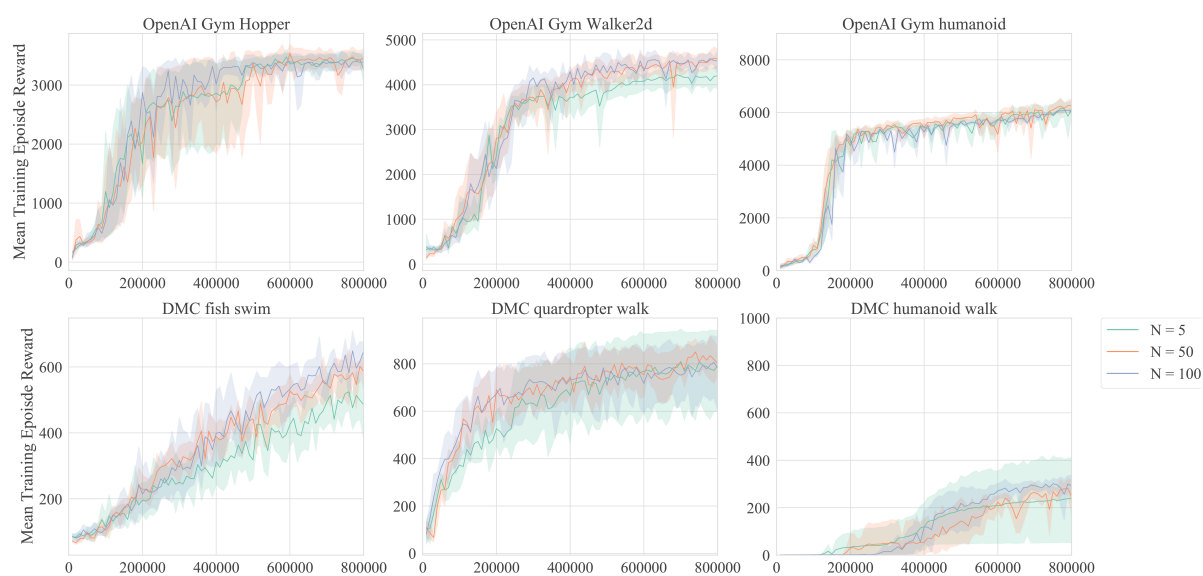 OpenAI Gym Hopper
OpenAI Gym Walker2d
OpenAI Gym humanoid
Mean Training Epoisde Reward
3000
2000
1000
0
5000
4000
3000
2000
1000
0
8000
6000
4000
2000
0
0 200000 400000 600000 800000
0 200000 400000 600000 800000
0 200000 400000 600000 800000
DMC fish swim
DMC quardropter walk
DMC humanoid walk
Mean Training Epoisde Reward
600
400
200
800
600
400
200
0
1000
800
600
400
200
0
0 200000 400000 600000 800000
0 200000 400000 600000 800000
0 200000 400000 600000 800000
N = 5
N = 50
N = 100